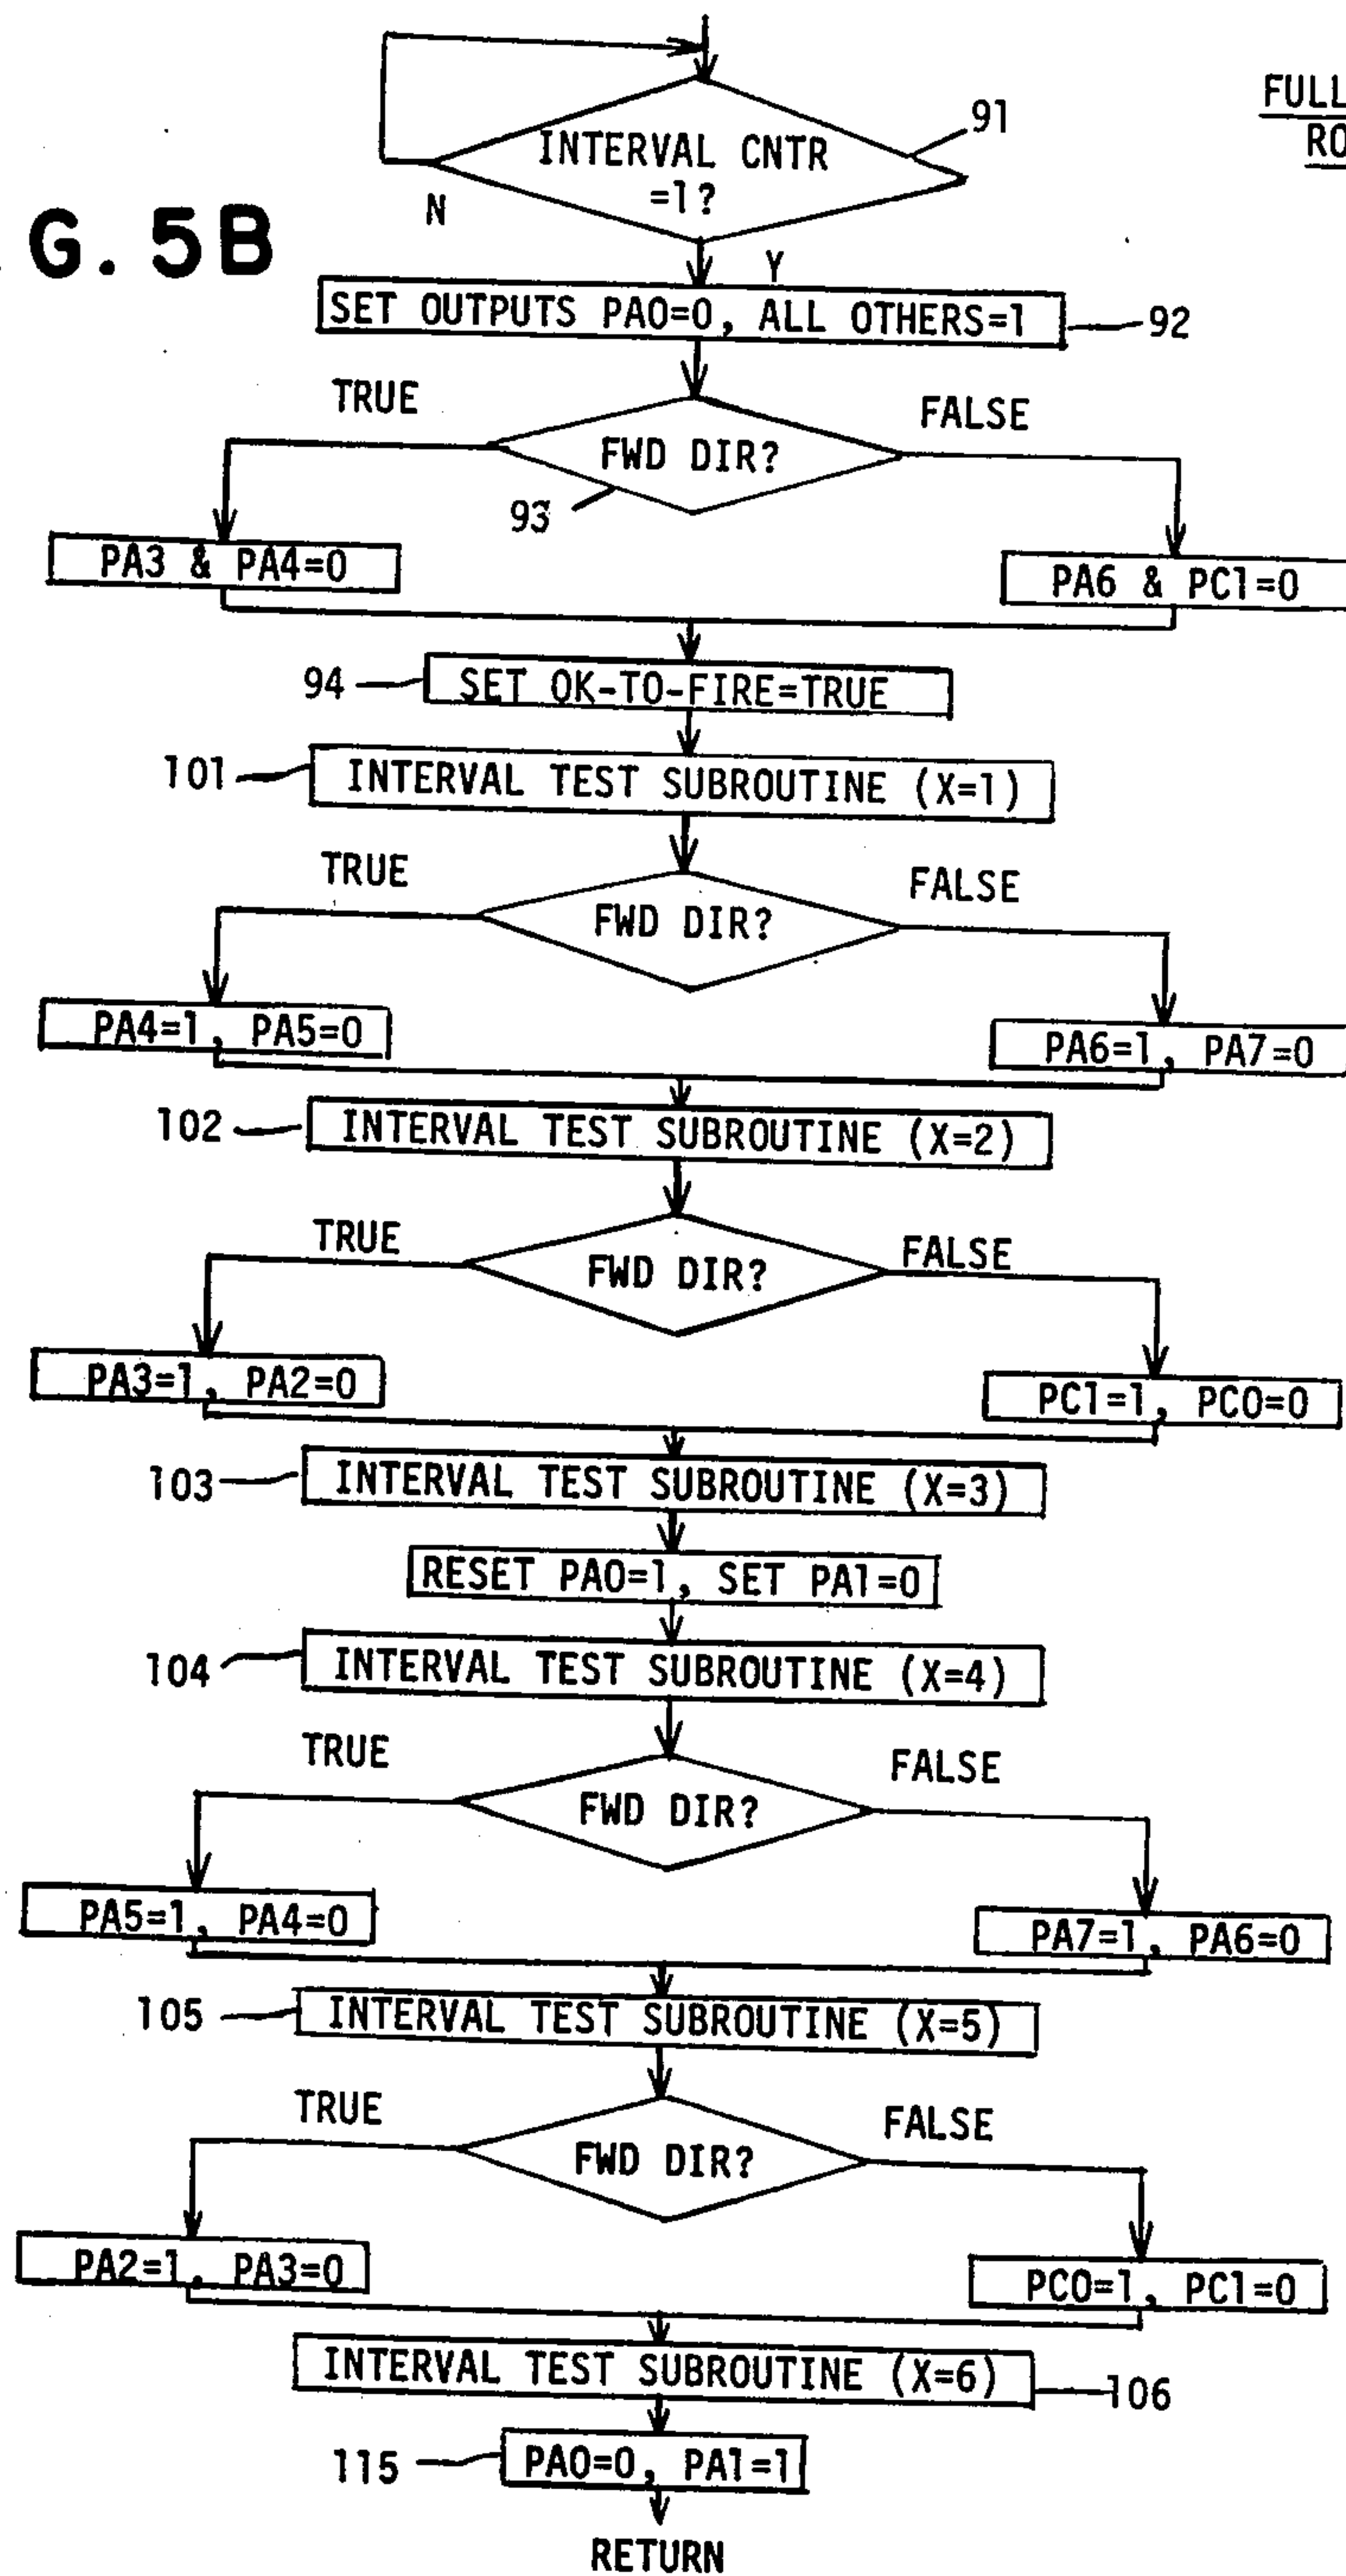 FULL
RO
91
INTERVAL CNTR
=1?
N
G. 5B
Y
SET OUTPUTS PA0=0, ALL OTHERS=1
92
TRUE
FALSE
FWD DIR?
93
PA3 & PA4=0
PA6 & PC1=0
94
SET OK-TO-FIRE=TRUE
101
INTERVAL TEST SUBROUTINE (X=1)
TRUE
FALSE
FWD DIR?
PA4=1, PA5=0
PA6=1, PA7=0
102
INTERVAL TEST SUBROUTINE (X=2)
TRUE
FALSE
FWD DIR?
PA3=1, PA2=0
PC1=1, PC0=0
103
INTERVAL TEST SUBROUTINE (X=3)
RESET PA0=1, SET PA1=0
104
INTERVAL TEST SUBROUTINE (X=4)
TRUE
FALSE
FWD DIR?
PA5=1, PA4=0
PA7=1, PA6=0
105
INTERVAL TEST SUBROUTINE (X=5)
TRUE
FALSE
FWD DIR?
PA2=1, PA3=0
PC0=1, PC1=0
INTERVAL TEST SUBROUTINE (X=6)
106
115
PA0=0, PA1=1
RETURN